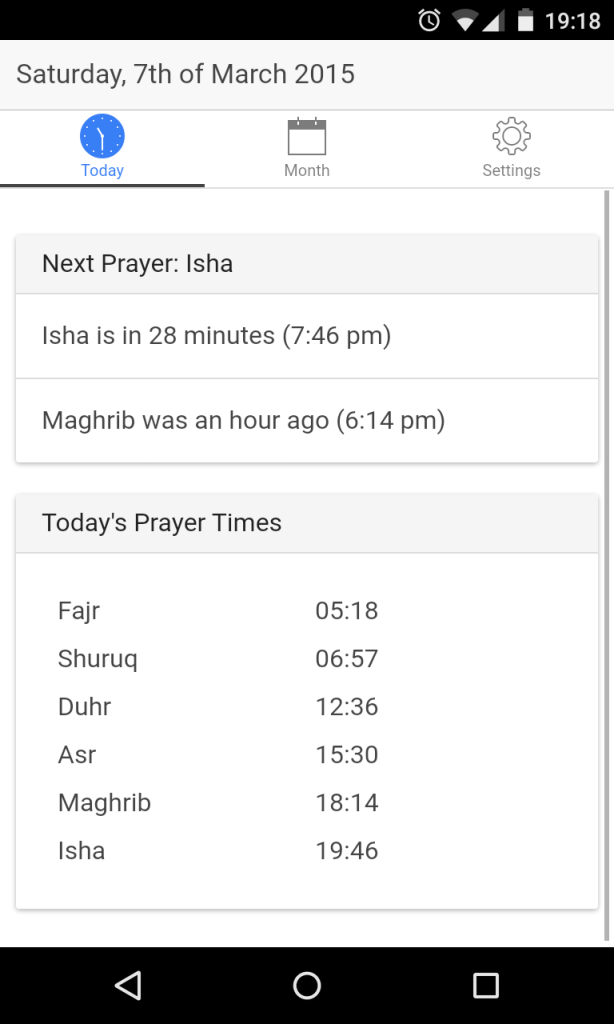 19:18
Saturday, 7th of March 2015
Today Month Settings
Next Prayer: Isha
Isha is in 28 minutes (7:46 pm)
Maghrib was an hour ago (6:14 pm)
Today's Prayer Times
Fajr 05:18
Shuruq 06:57
Duhr 12:36
Asr 15:30
Maghrib 18:14
Isha 19:46